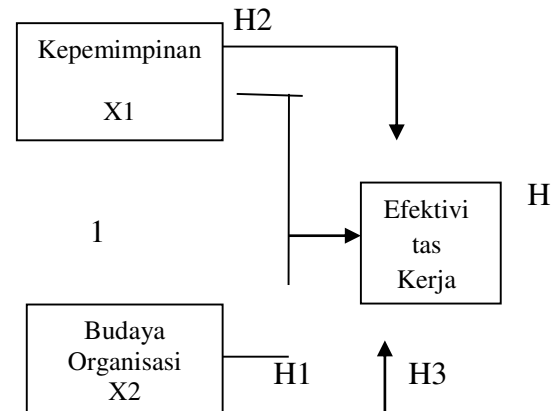 H2
Kepemimpinan
X1
H
Efektivi
tas
Kerja
1
Budaya
Organisasi
X2
H1
H3